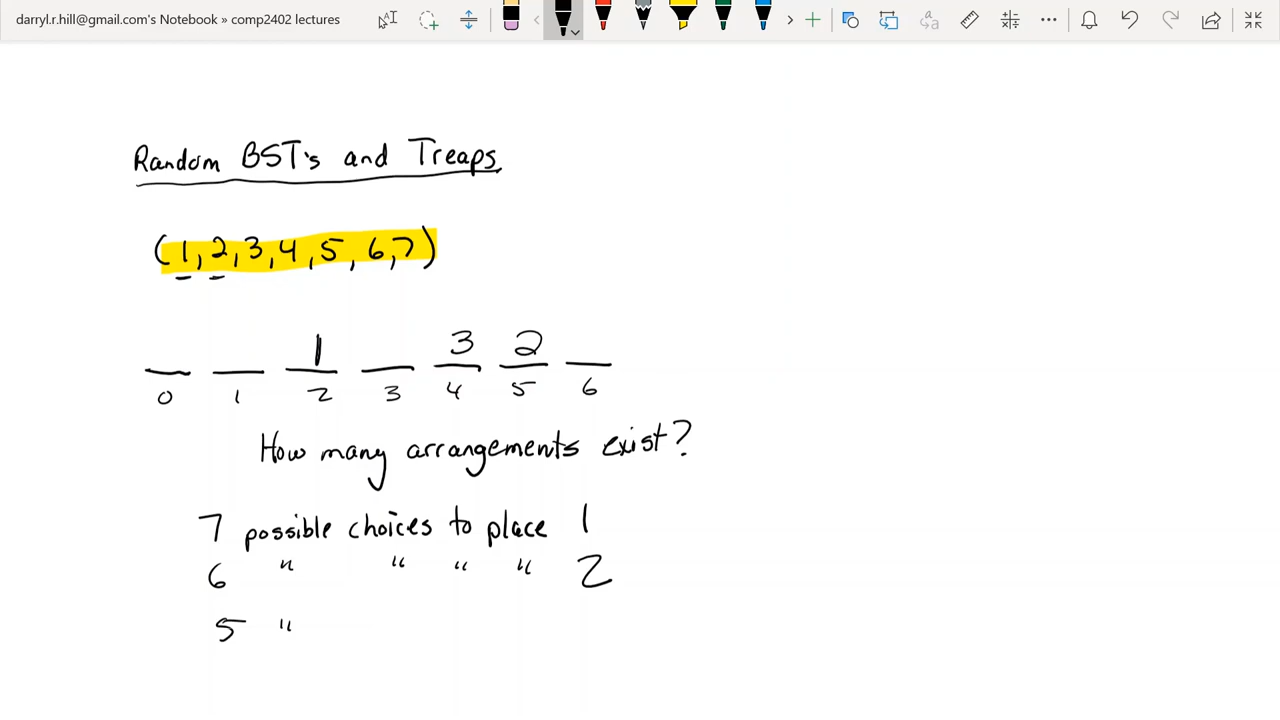 darryl.r.hill@gmail.com's Notebook » comp2402 lectures
Random BST's and Treaps
(1,2,3,4,5,6,7)
1 3 2
0 1 2 3 4 5 6
How many arrangements exist?
7 possible choices to place 1
6 " " " " 2
5 "